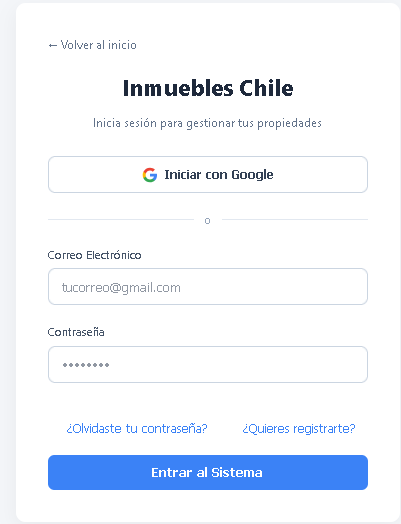 ← Volver al inicio
Inmuebles Chile
Inicia sesión para gestionar tus propiedades
Iniciar con Google
o
Correo Electrónico
tucorreo@gmail.com
Contraseña
••••••••
¿Olvidaste tu contraseña? ¿Quieres registrarte?
Entrar al Sistema